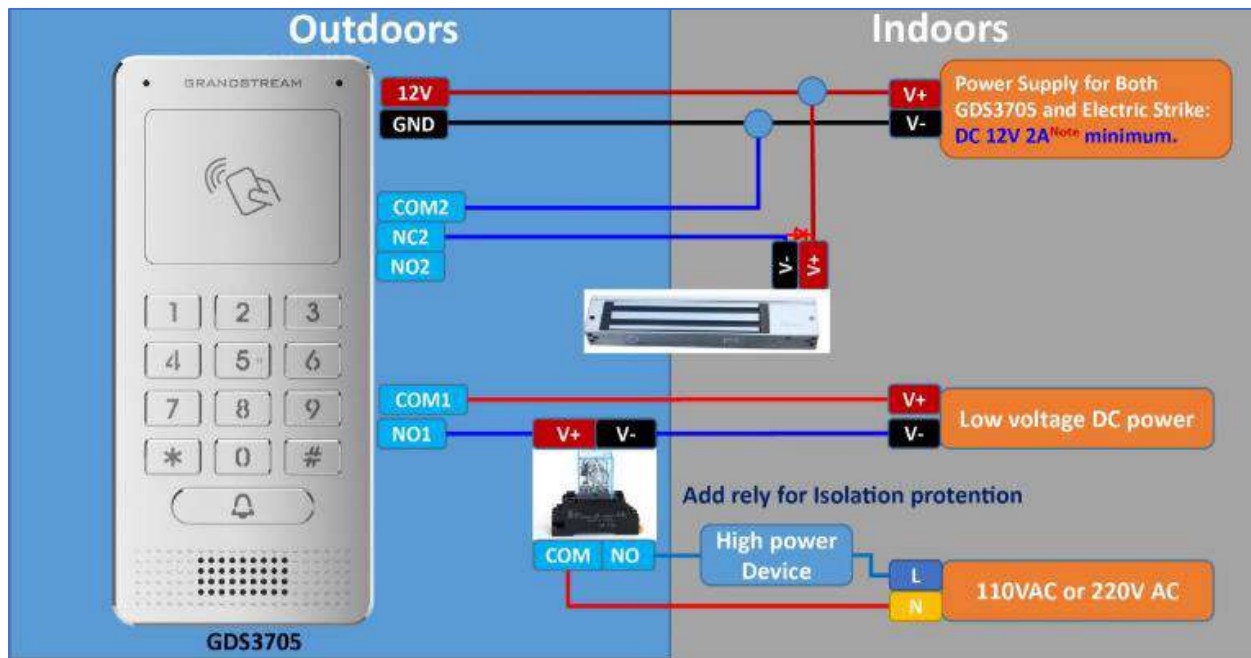 Outdoors
Indoors
GRANDSTREAM
12V
GND
V+
V-
Power Supply for Both
GDS3705 and Electric Strike:
DC 12V 2A Note minimum.
COM2
NC2
NO2
V-
V+
1 2 3
4 5 6
7 8 9
* 0 #
COM1
NO1
V+
V-
V+
V-
Low voltage DC power
Add rely for Isolation protention
COM
NO
High power
Device
L
N
110VAC or 220V AC
GDS3705